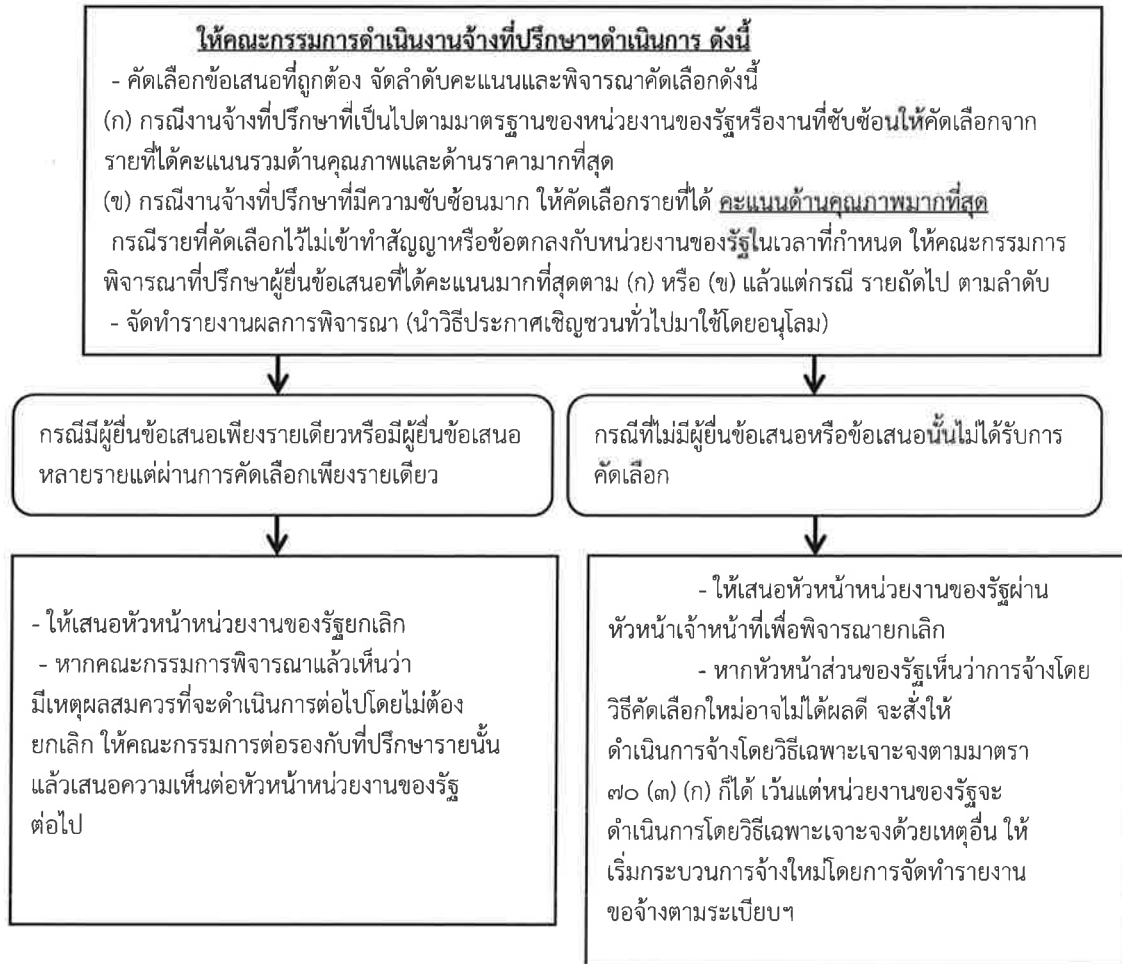 ให้คณะกรรมการดำเนินงานจ้างที่ปรึกษาฯดำเนินการ ดังนี้
- คัดเลือกข้อเสนอที่ถูกต้อง จัดลำดับคะแนนและพิจารณาคัดเลือกดังนี้
(ก) กรณีงานจ้างที่ปรึกษาที่เป็นไปตามมาตรฐานของหน่วยงานของรัฐหรืองานที่ซับซ้อนให้คัดเลือกจาก
รายที่ได้คะแนนรวมด้านคุณภาพและด้านราคามากที่สุด
(ข) กรณีงานจ้างที่ปรึกษาที่มีความซับซ้อนมาก ให้คัดเลือกรายที่ได้ คะแนนด้านคุณภาพมากที่สุด
กรณีรายที่คัดเลือกไว้ไม่เข้าทำสัญญาหรือข้อตกลงกับหน่วยงานของรัฐในเวลาที่กำหนด ให้คณะกรรมการ
พิจารณาที่ปรึกษาผู้ยื่นข้อเสนอที่ได้คะแนนมากที่สุดตาม (ก) หรือ (ข) แล้วแต่กรณี รายถัดไป ตามลำดับ
- จัดทำรายงานผลการพิจารณา (นำวิธีประกาศเชิญชวนทั่วไปมาใช้โดยอนุโลม)
กรณีมีผู้ยื่นข้อเสนอเพียงรายเดียวหรือมีผู้ยื่นข้อเสนอ
หลายรายแต่ผ่านการคัดเลือกเพียงรายเดียว
กรณีที่ไม่มีผู้ยื่นข้อเสนอหรือข้อเสนอนั้นไม่ได้รับการ
คัดเลือก
- ให้เสนอหัวหน้าหน่วยงานของรัฐยกเลิก
- หากคณะกรรมการพิจารณาแล้วเห็นว่า
มีเหตุผลสมควรที่จะดำเนินการต่อไปโดยไม่ต้อง
ยกเลิก ให้คณะกรรมการต่อรองกับที่ปรึกษารายนั้น
แล้วเสนอความเห็นต่อหัวหน้าหน่วยงานของรัฐ
ต่อไป
- ให้เสนอหัวหน้าหน่วยงานของรัฐผ่าน
หัวหน้าเจ้าหน้าที่เพื่อพิจารณายกเลิก
- หากหัวหน้าส่วนของรัฐเห็นว่าการจ้างโดย
วิธีคัดเลือกใหม่อาจไม่ได้ผลดี จะสั่งให้
ดำเนินการจ้างโดยวิธีเฉพาะเจาะจงตามมาตรา
๗๐ (๓) (ก) ก็ได้ เว้นแต่หน่วยงานของรัฐจะ
ดำเนินการโดยวิธีเฉพาะเจาะจงด้วยเหตุอื่น ให้
เริ่มกระบวนการจ้างใหม่โดยการจัดทำรายงาน
ขอจ้างตามระเบียบฯ